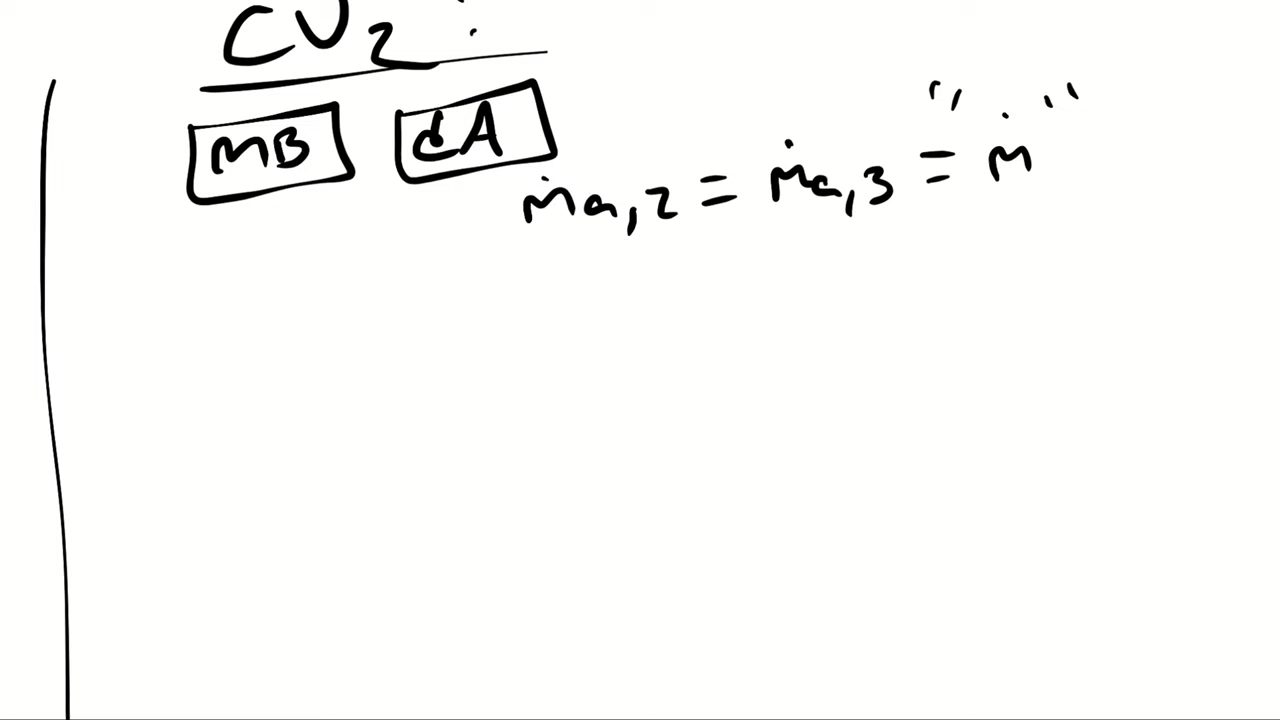 CV₂:
MB dA ṁa,2 = ṁa,3 = "ṁ"